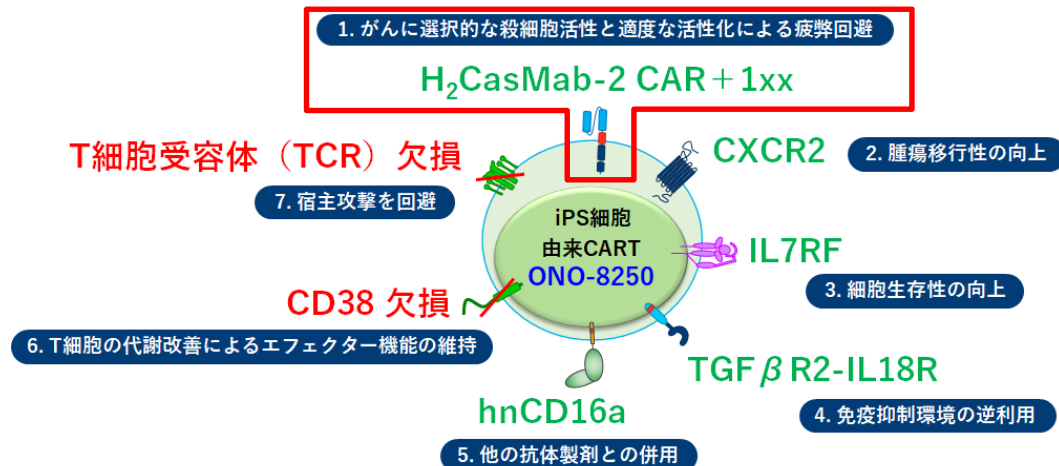 1. がんに選択的な殺細胞活性と適度な活性化による疲弊回避
H₂CasMab-2 CAR＋1xx
T細胞受容体（TCR）欠損
7. 宿主攻撃を回避
CXCR2
2. 腫瘍移行性の向上
iPS細胞
由来CART
ONO-8250
IL7RF
3. 細胞生存性の向上
CD38 欠損
6. T細胞の代謝改善によるエフェクター機能の維持
TGFβR2-IL18R
4. 免疫抑制環境の逆利用
hnCD16a
5. 他の抗体製剤との併用